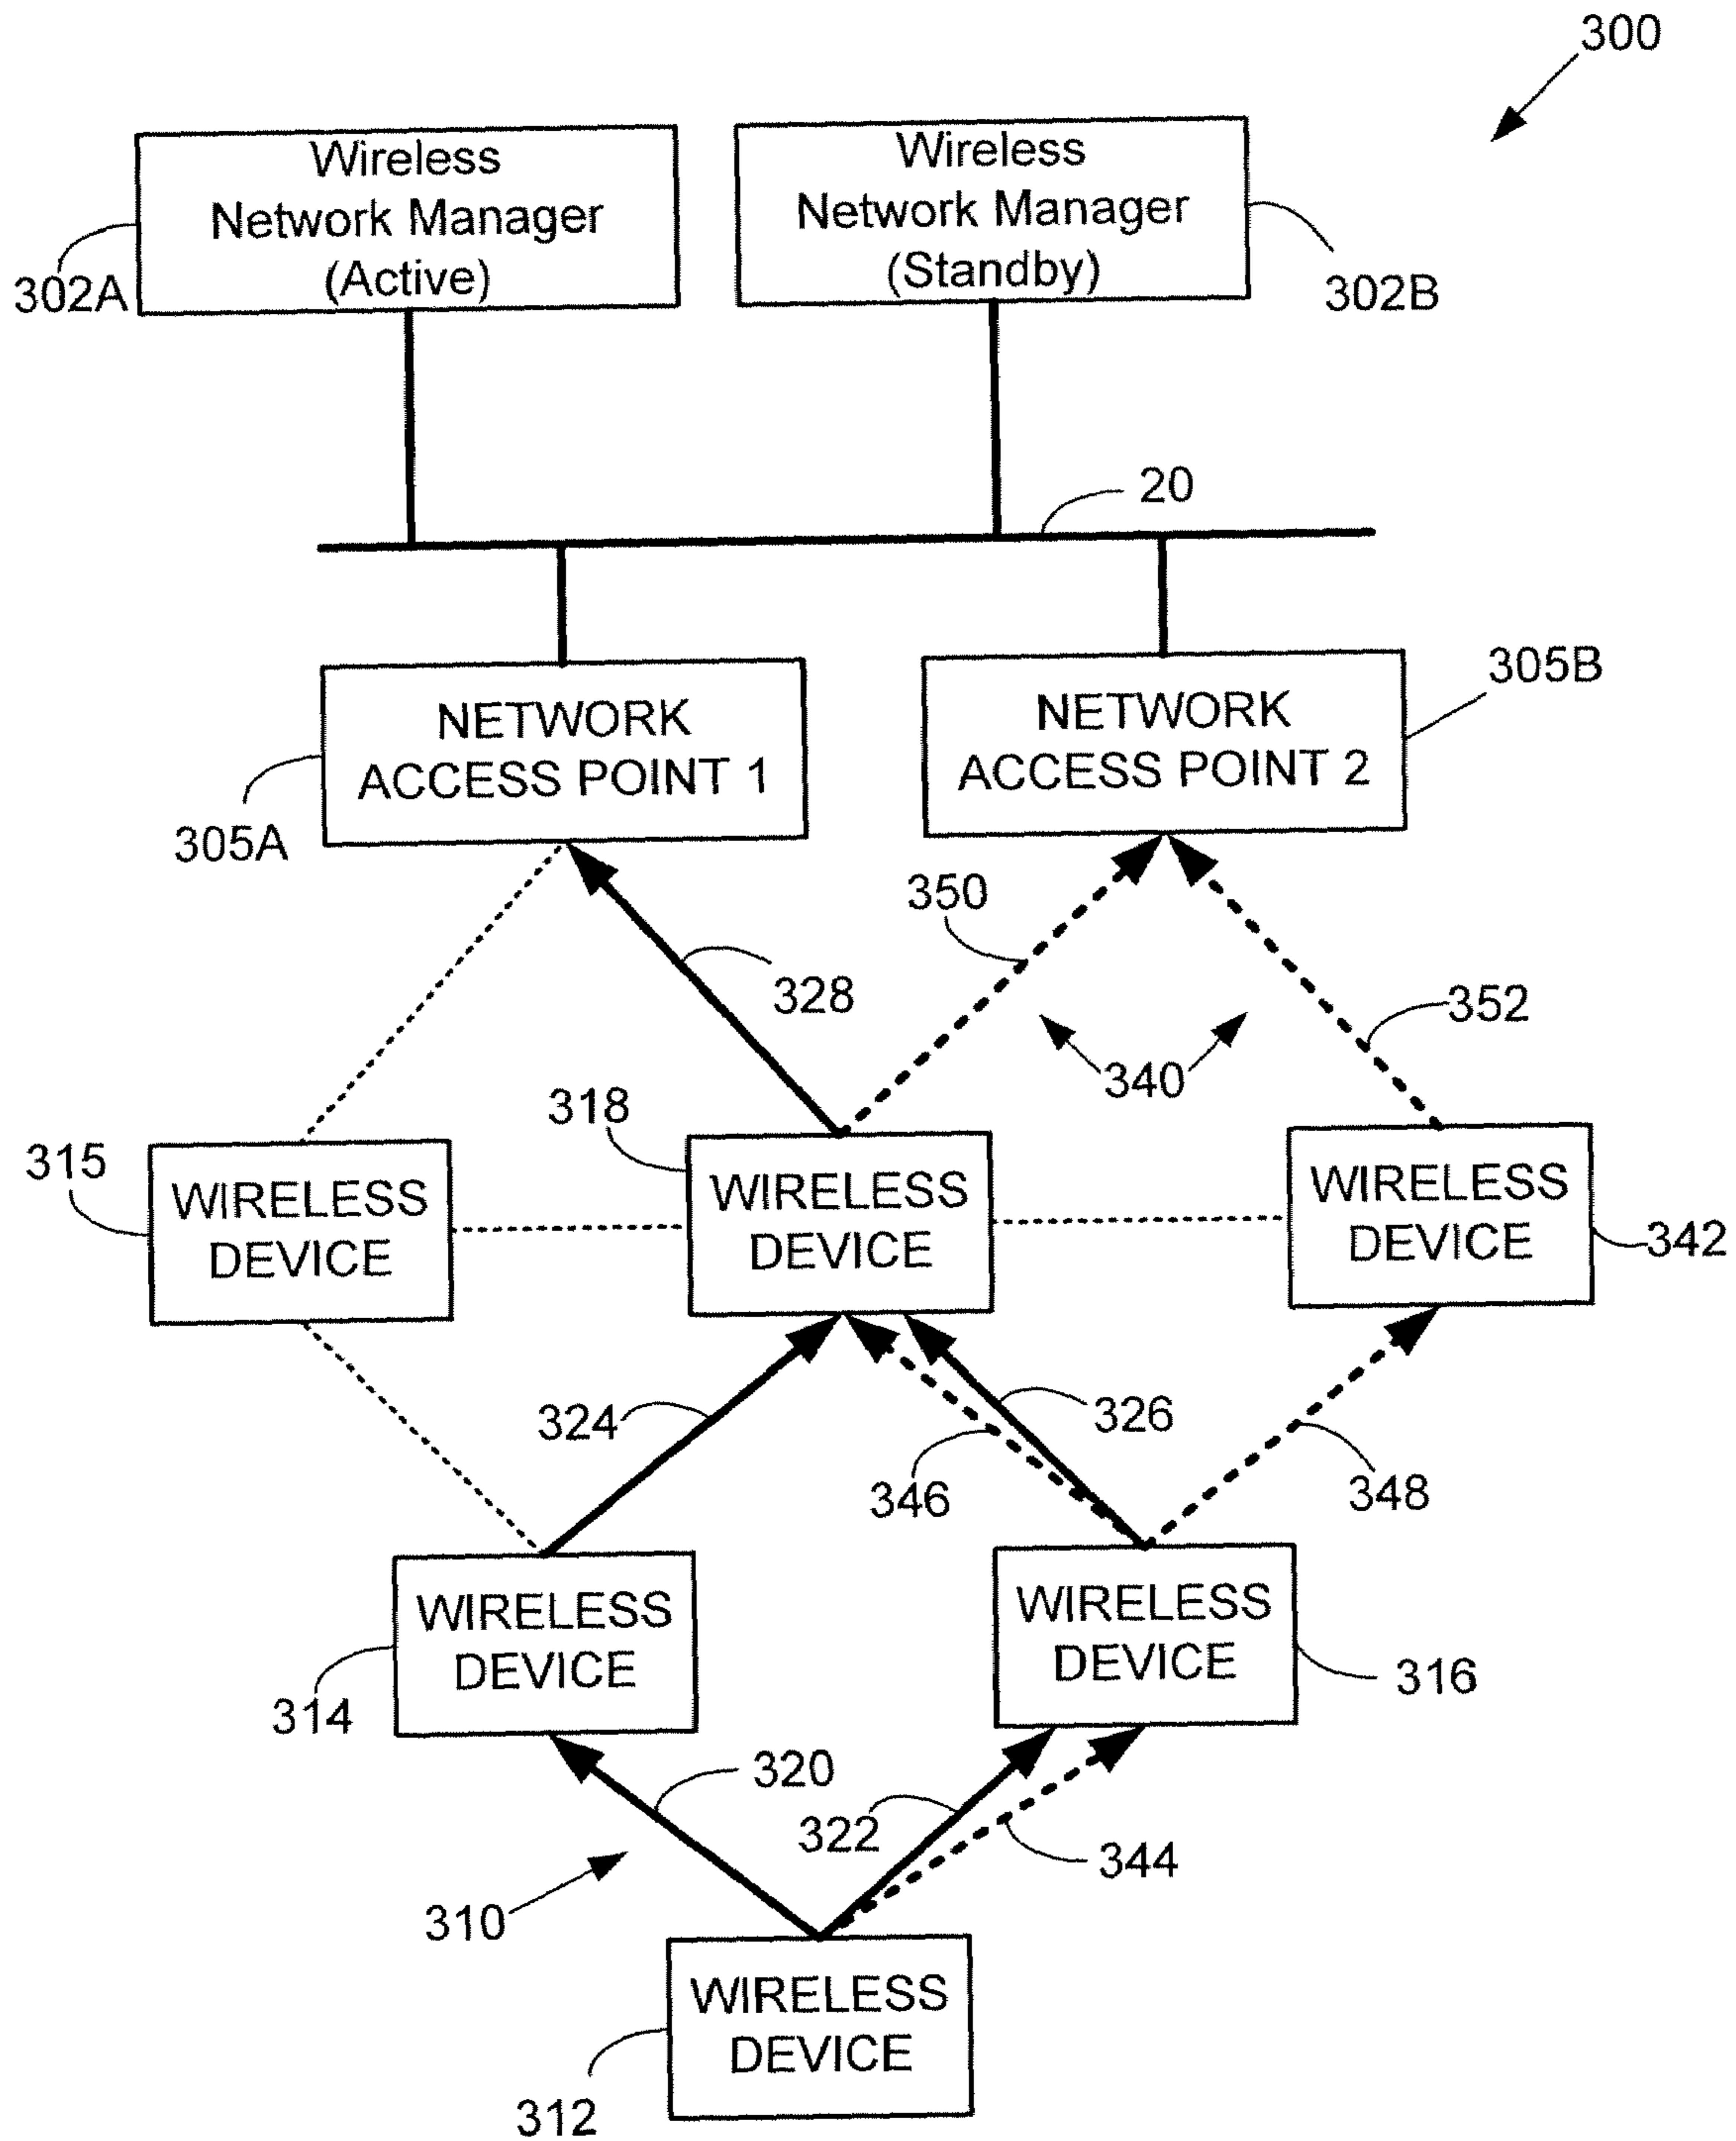 300
Wireless
Network Manager
(Active)
302A
Wireless
Network Manager
(Standby)
302B
20
NETWORK
ACCESS POINT 1
305A
NETWORK
ACCESS POINT 2
305B
350
328
352
340
318
315
WIRELESS
DEVICE
WIRELESS
DEVICE
WIRELESS
DEVICE
342
324
326
346
348
WIRELESS
DEVICE
314
WIRELESS
DEVICE
316
320
322
344
310
WIRELESS
DEVICE
312